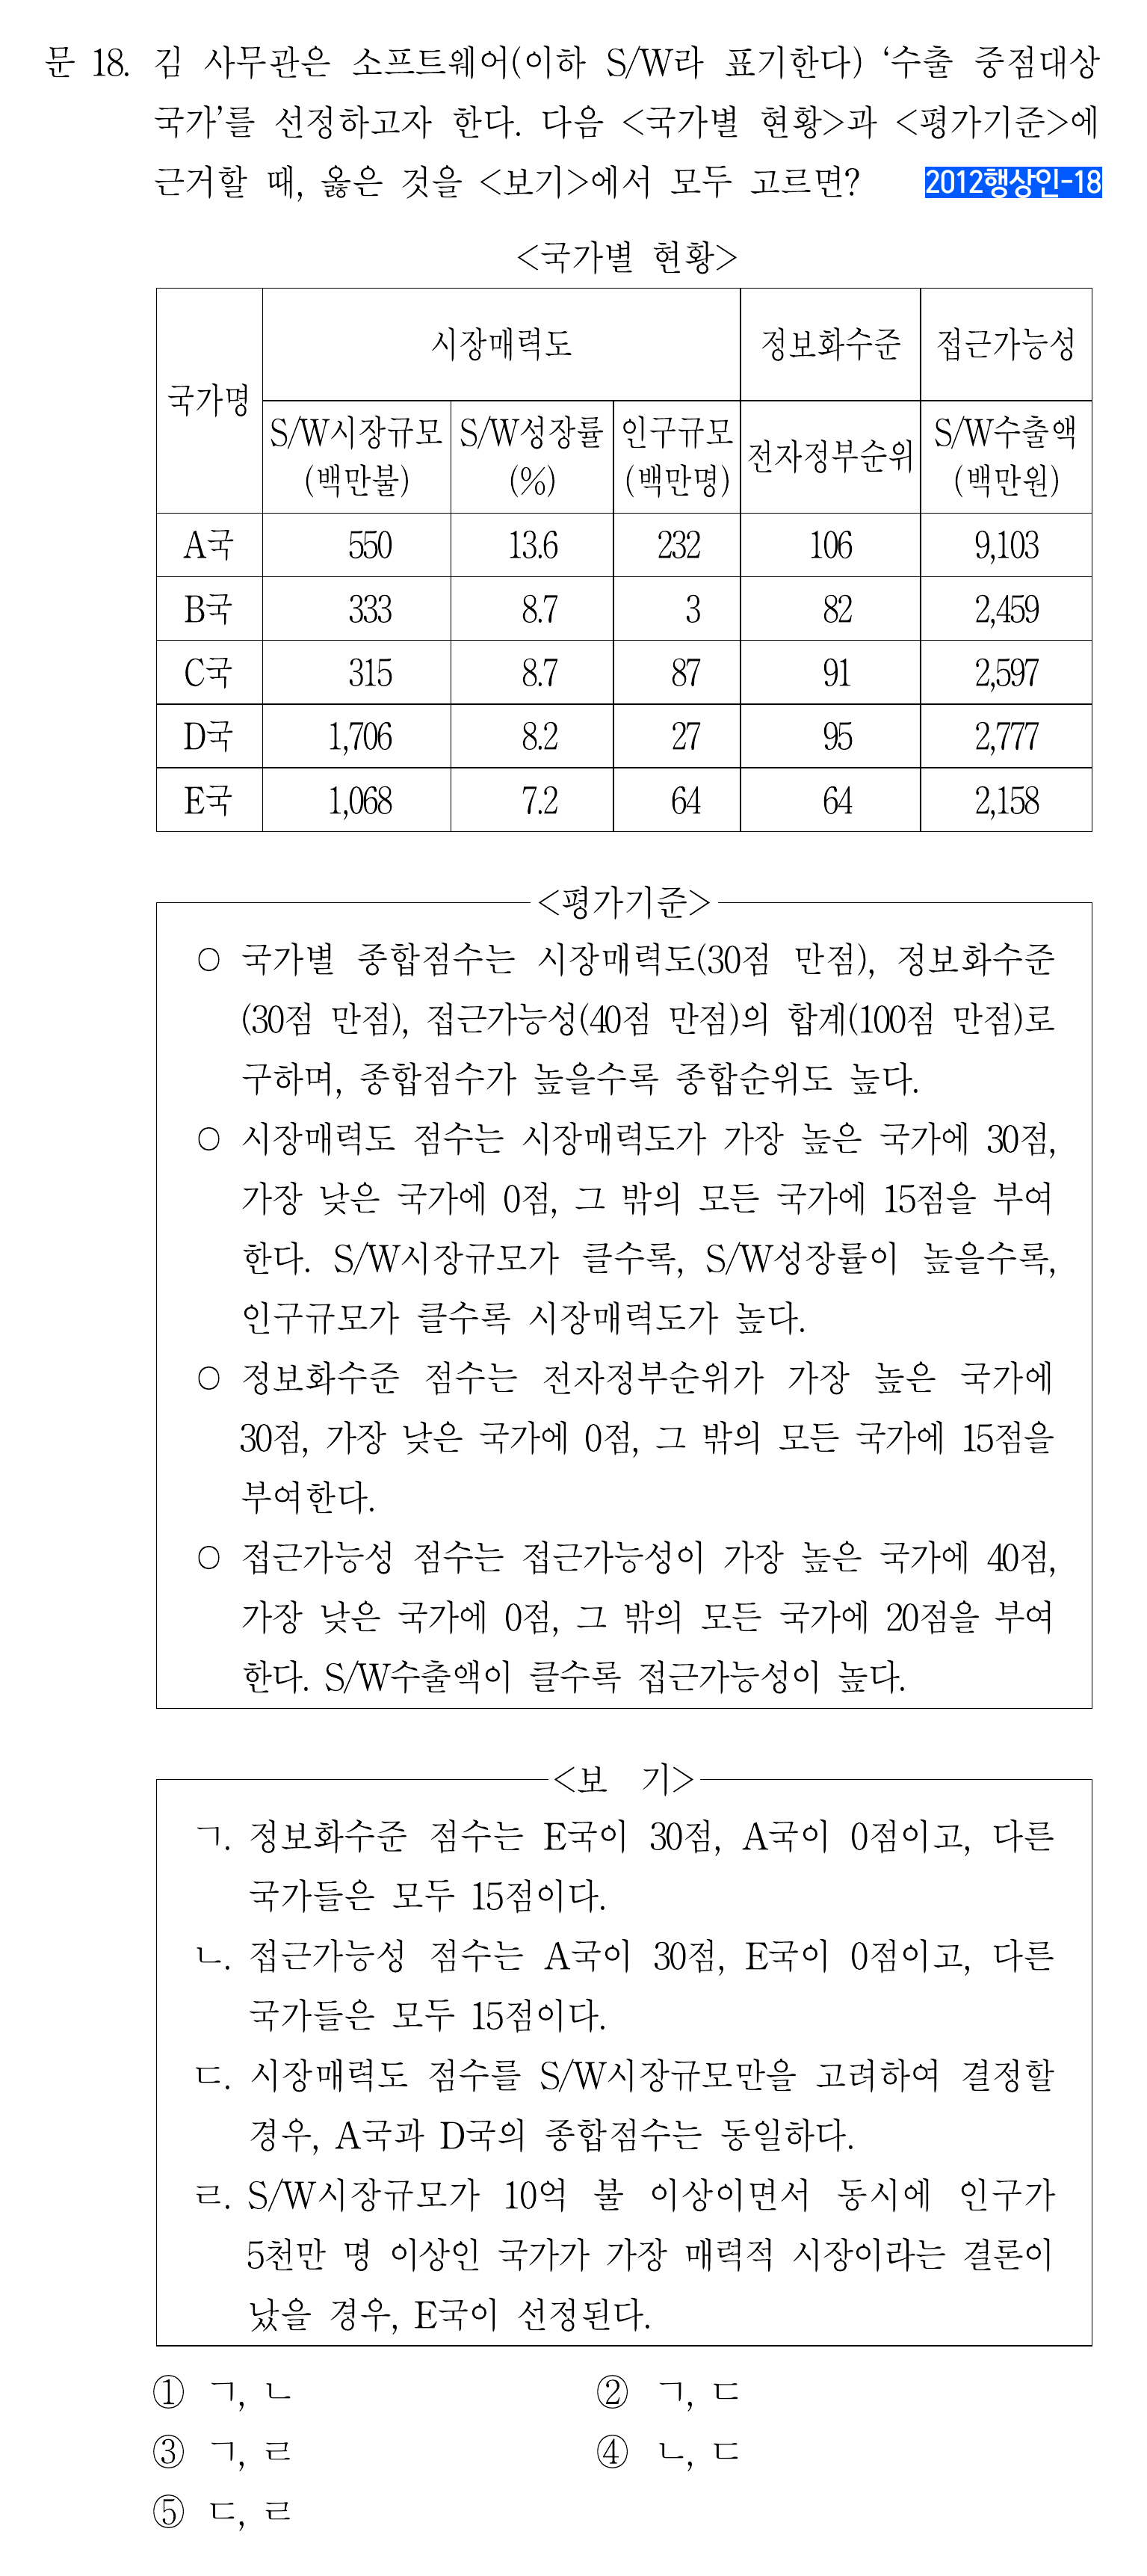 문 18. 김 사무관은 소프트웨어(이하 S/W라 표기한다) ‘수출 중점대상
국가’를 선정하고자 한다. 다음 <국가별 현황>과 <평가기준>에
근거할 때, 옳은 것을 <보기>에서 모두 고르면? 2012행상인-18
<국가별 현황>
국가명 시장매력도 정보화수준 접근가능성
S/W시장규모 (백만불) S/W성장률 (%) 인구규모 (백만명) 전자정부순위 S/W수출액 (백만원)
A국 550 13.6 232 106 9,103
B국 333 8.7 3 82 2,459
C국 315 8.7 87 91 2,597
D국 1,706 8.2 27 95 2,777
E국 1,068 7.2 64 64 2,158
<평가기준>
○ 국가별 종합점수는 시장매력도(30점 만점), 정보화수준
(30점 만점), 접근가능성(40점 만점)의 합계(100점 만점)로
구하며, 종합점수가 높을수록 종합순위도 높다.
○ 시장매력도 점수는 시장매력도가 가장 높은 국가에 30점,
가장 낮은 국가에 0점, 그 밖의 모든 국가에 15점을 부여
한다. S/W시장규모가 클수록, S/W성장률이 높을수록,
인구규모가 클수록 시장매력도가 높다.
○ 정보화수준 점수는 전자정부순위가 가장 높은 국가에
30점, 가장 낮은 국가에 0점, 그 밖의 모든 국가에 15점을
부여한다.
○ 접근가능성 점수는 접근가능성이 가장 높은 국가에 40점,
가장 낮은 국가에 0점, 그 밖의 모든 국가에 20점을 부여
한다. S/W수출액이 클수록 접근가능성이 높다.
<보 기>
ㄱ. 정보화수준 점수는 E국이 30점, A국이 0점이고, 다른
국가들은 모두 15점이다.
ㄴ. 접근가능성 점수는 A국이 30점, E국이 0점이고, 다른
국가들은 모두 15점이다.
ㄷ. 시장매력도 점수를 S/W시장규모만을 고려하여 결정할
경우, A국과 D국의 종합점수는 동일하다.
ㄹ. S/W시장규모가 10억 불 이상이면서 동시에 인구가
5천만 명 이상인 국가가 가장 매력적 시장이라는 결론이
났을 경우, E국이 선정된다.
① ㄱ, ㄴ ② ㄱ, ㄷ
③ ㄱ, ㄹ ④ ㄴ, ㄷ
⑤ ㄷ, ㄹ